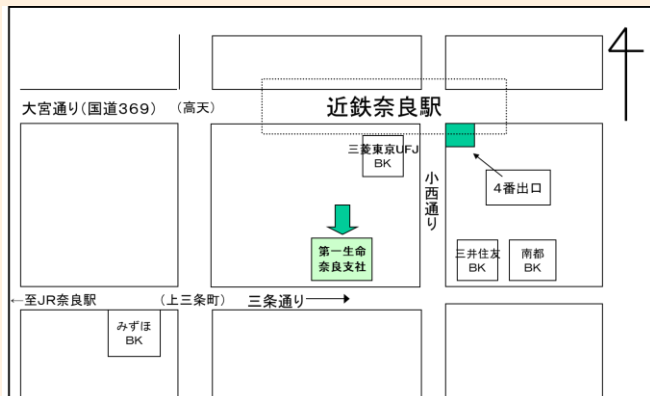 大宮通り(国道369) (高天)
近鉄奈良駅
三菱東京UFJ
BK
小西通り
4番出口
第一生命
奈良支社
三井住友
BK
南都
BK
←至JR奈良駅 (上三条町) 三条通り
みずほ
BK